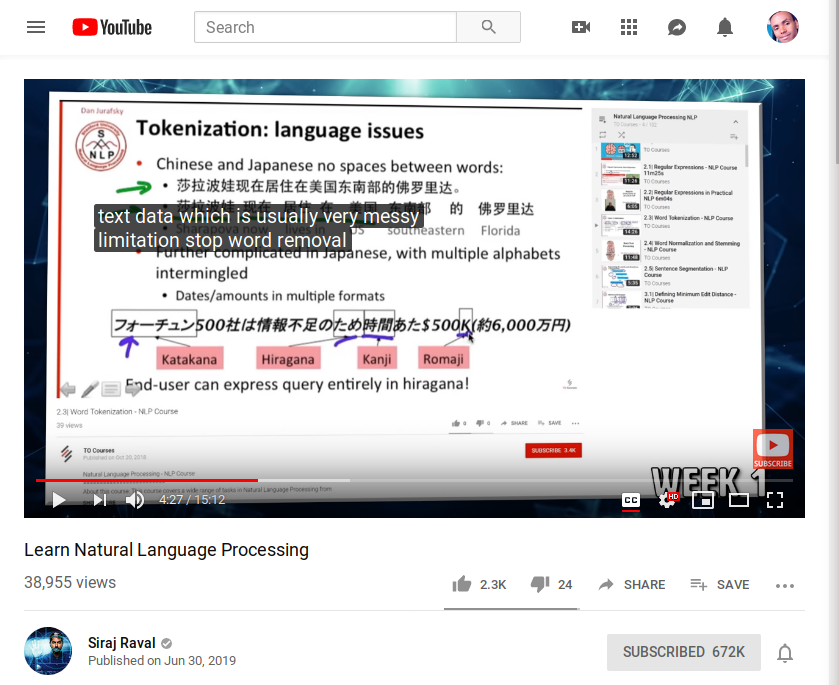 YouTube
Search
Dan Jurafsky
S
NLP
Tokenization: language issues
• Chinese and Japanese no spaces between words:
• 莎拉波娃现在居住在美国东南部的佛罗里达。
莎拉波娃 现在 居住 在 美国 东南部 的 佛罗里达
text data which is usually very messy
limitation stop word removal
Sharapova now lives in US southeastern Florida
Further complicated in Japanese, with multiple alphabets
intermingled
• Dates/amounts in multiple formats
フォーチュン500社は情報不足のため時間あた$500K(約6,000万円)
Katakana
Hiragana
Kanji
Romaji
End-user can express query entirely in hiragana!
2.3| Word Tokenization - NLP Course
39 views
0
0
SHARE
SAVE
TO Courses
Published on Oct 20, 2018
SUBSCRIBE 3.4K
Natural Language Processing - NLP Course
About this course: This course covers a wide range of tasks in Natural Language Processing from
Natural Language Processing NLP
TO Courses
TO Courses
12:52
2.1| Regular Expressions - NLP Course
11m25s
TO Courses
11:26
2.2| Regular Expressions in Practical
NLP 6m04s
TO Courses
6:05
2.3| Word Tokenization - NLP Course
TO Courses
14:26
2.4| Word Normalization and Stemming
- NLP Course
TO Courses
11:48
2.5| Sentence Segmentation - NLP
Course
TO Courses
5:35
3.1| Defining Minimum Edit Distance -
NLP Course
SUBSCRIBE
WEEK 1
4:27 / 15:12
CC
HD
Learn Natural Language Processing
38,955 views
2.3K
24
SHARE
SAVE
Siraj Raval
Published on Jun 30, 2019
SUBSCRIBED 672K